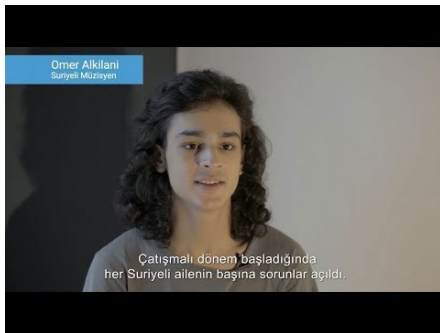 Omer Alkilani
Suriyeli Müzisyen
Çatışmalı dönem başladığında
her Suriyeli ailenin başına sorunlar açıldı.